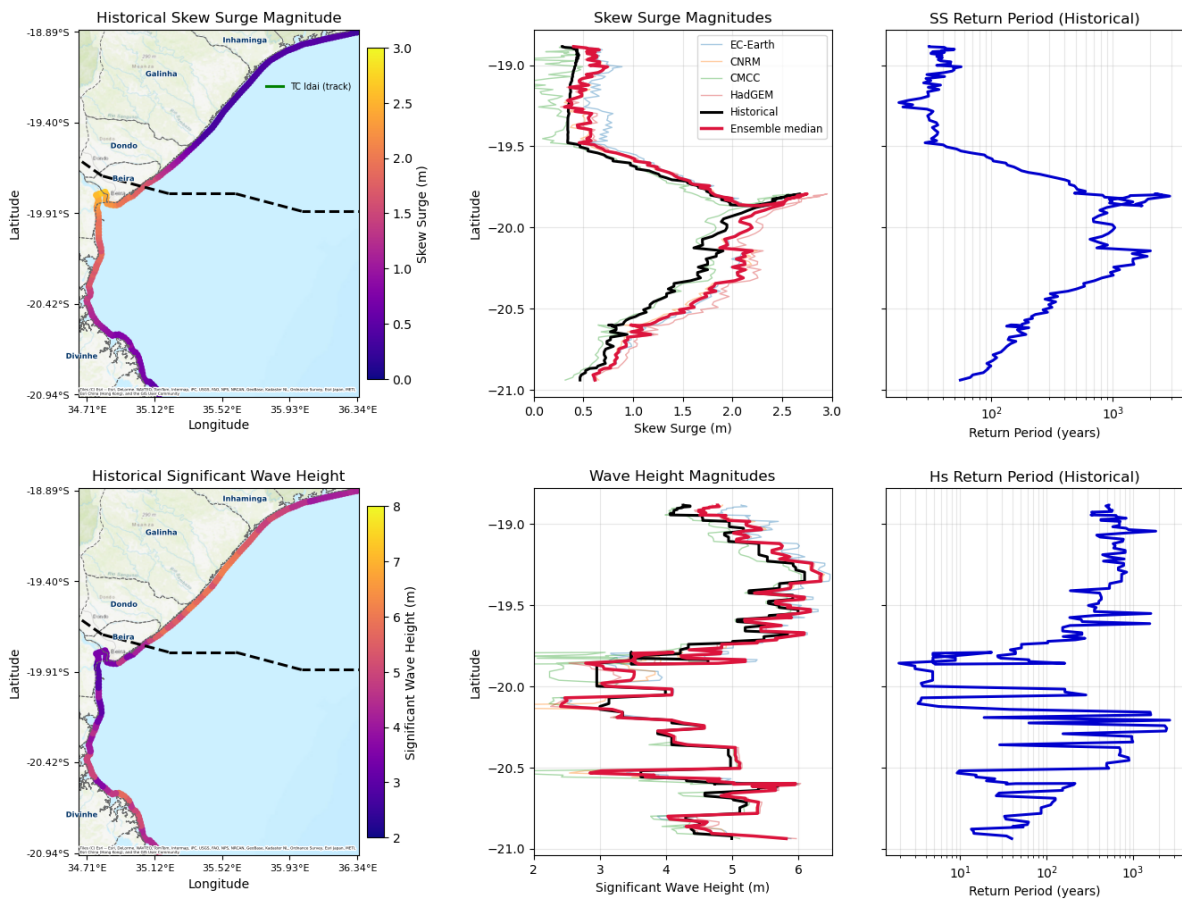 Historical Skew Surge Magnitude
-18.89°S
-19.40°S
-19.91°S
-20.42°S
-20.94°S
Latitude
Inhaminga
Galinha
Dondo
Beira
Divinhe
TC Idai (track)
34.71°E 35.12°E 35.52°E 35.93°E 36.34°E
Longitude
3.0
2.5
2.0
1.5
1.0
0.5
0.0
Skew Surge (m)
Skew Surge Magnitudes
EC-Earth
CNRM
CMCC
HadGEM
Historical
Ensemble median
−19.0
−19.5
−20.0
−20.5
−21.0
Latitude
0.0 0.5 1.0 1.5 2.0 2.5 3.0
Skew Surge (m)
SS Return Period (Historical)
10² 10³
Return Period (years)
Historical Significant Wave Height
-18.89°S
-19.40°S
-19.91°S
-20.42°S
-20.94°S
Latitude
Inhaminga
Galinha
Dondo
Beira
Divinhe
34.71°E 35.12°E 35.52°E 35.93°E 36.34°E
Longitude
8
7
6
5
4
3
2
Significant Wave Height (m)
Wave Height Magnitudes
−19.0
−19.5
−20.0
−20.5
−21.0
Latitude
2 3 4 5 6
Significant Wave Height (m)
Hs Return Period (Historical)
10¹ 10² 10³
Return Period (years)